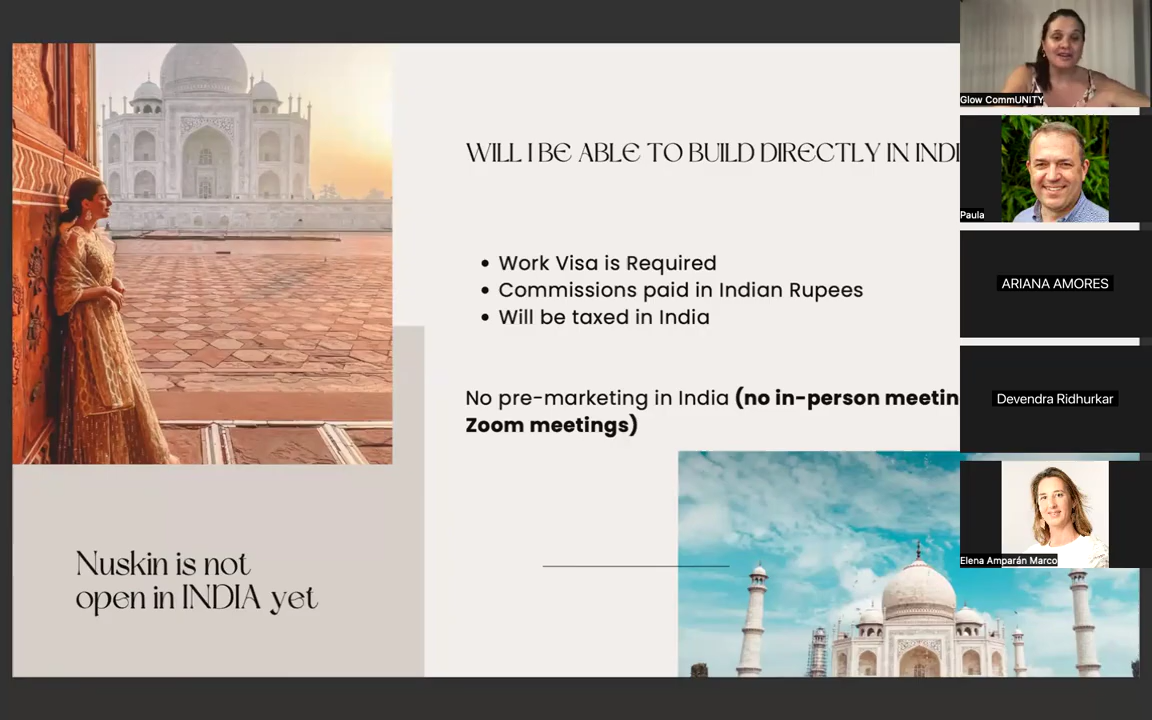 WILL I BE ABLE TO BUILD DIRECTLY IN INDI
• Work Visa is Required
• Commissions paid in Indian Rupees
• Will be taxed in India
No pre-marketing in India (no in-person meetin
Zoom meetings)
Nuskin is not
open in INDIA yet
Glow CommUNITY
Paula
ARIANA AMORES
Devendra Ridhurkar
Elena Amparán Marco